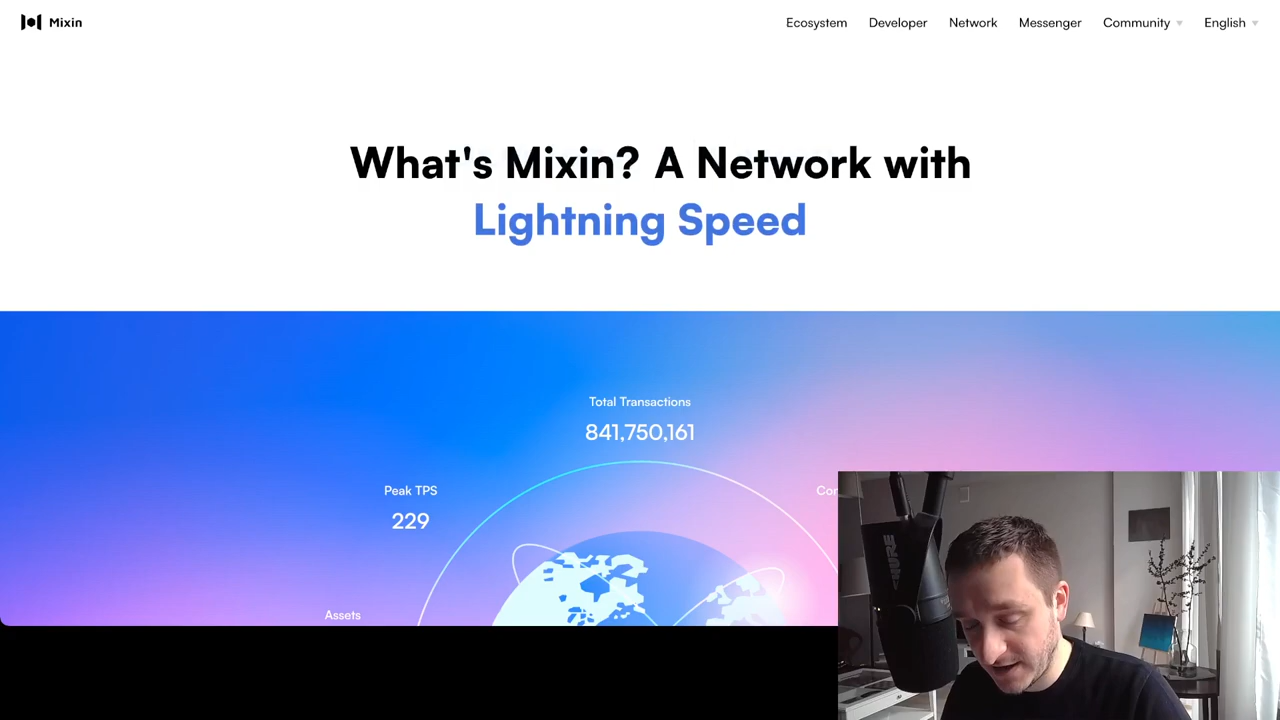 Mixin
Ecosystem
Developer
Network
Messenger
Community
English
What's Mixin? A Network with
Lightning Speed
Total Transactions
841,750,161
Peak TPS
229
Assets
SHURE